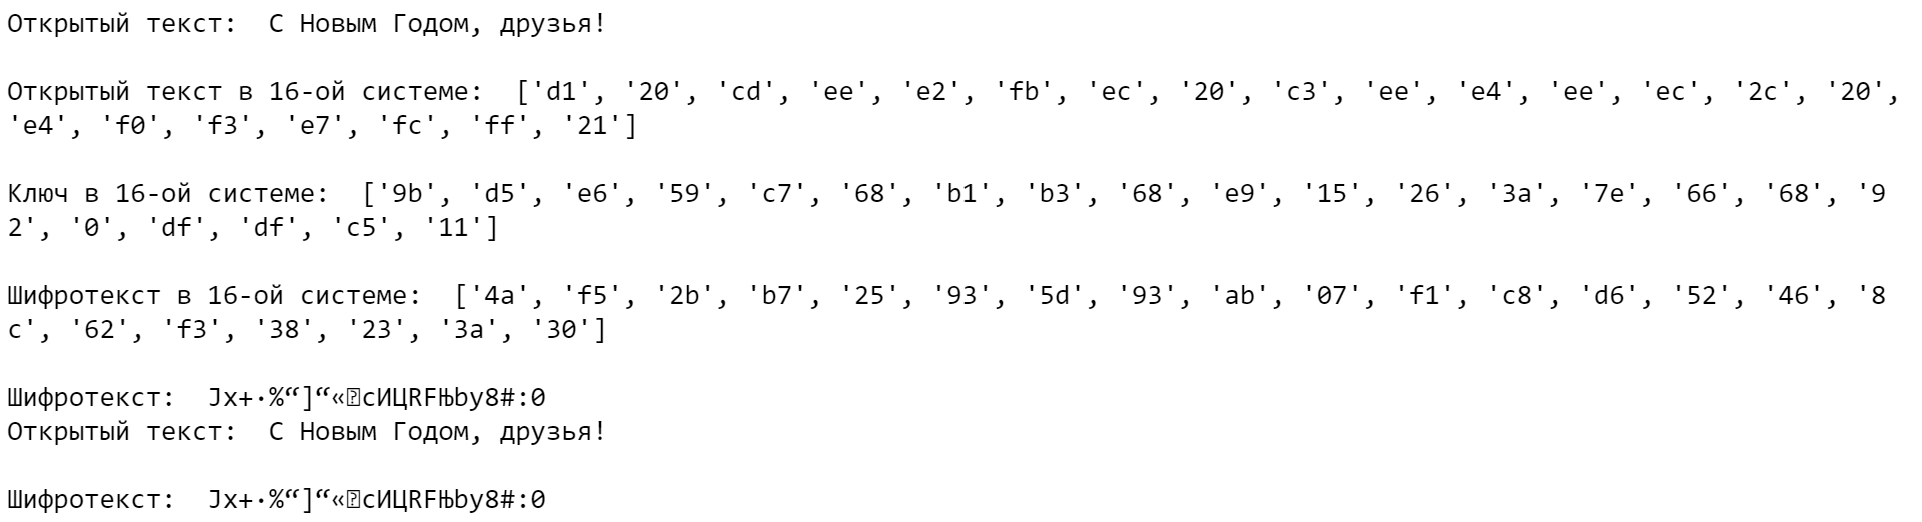 Открытый текст:  С Новым Годом, друзья!
Открытый текст в 16-ой системе:  ['d1', '20', 'cd', 'ee', 'e2', 'fb', 'ec', '20', 'c3', 'ee', 'e4', 'ee', 'ec', '2c', '20',
'e4', 'f0', 'f3', 'e7', 'fc', 'ff', '21']
Ключ в 16-ой системе:  ['9b', 'd5', 'e6', '59', 'c7', '68', 'b1', 'b3', '68', 'e9', '15', '26', '3a', '7e', '66', '68', '9
2', '0', 'df', 'df', 'c5', '11']
Шифротекст в 16-ой системе:  ['4a', 'f5', '2b', 'b7', '25', '93', '5d', '93', 'ab', '07', 'f1', 'c8', 'd6', '52', '46', '8
c', '62', 'f3', '38', '23', '3a', '30']
Шифротекст:  Jх+·%“]“«сИЦRFЊbу8#:0
Открытый текст:  С Новым Годом, друзья!
Шифротекст:  Jх+·%“]“«сИЦRFЊbу8#:0